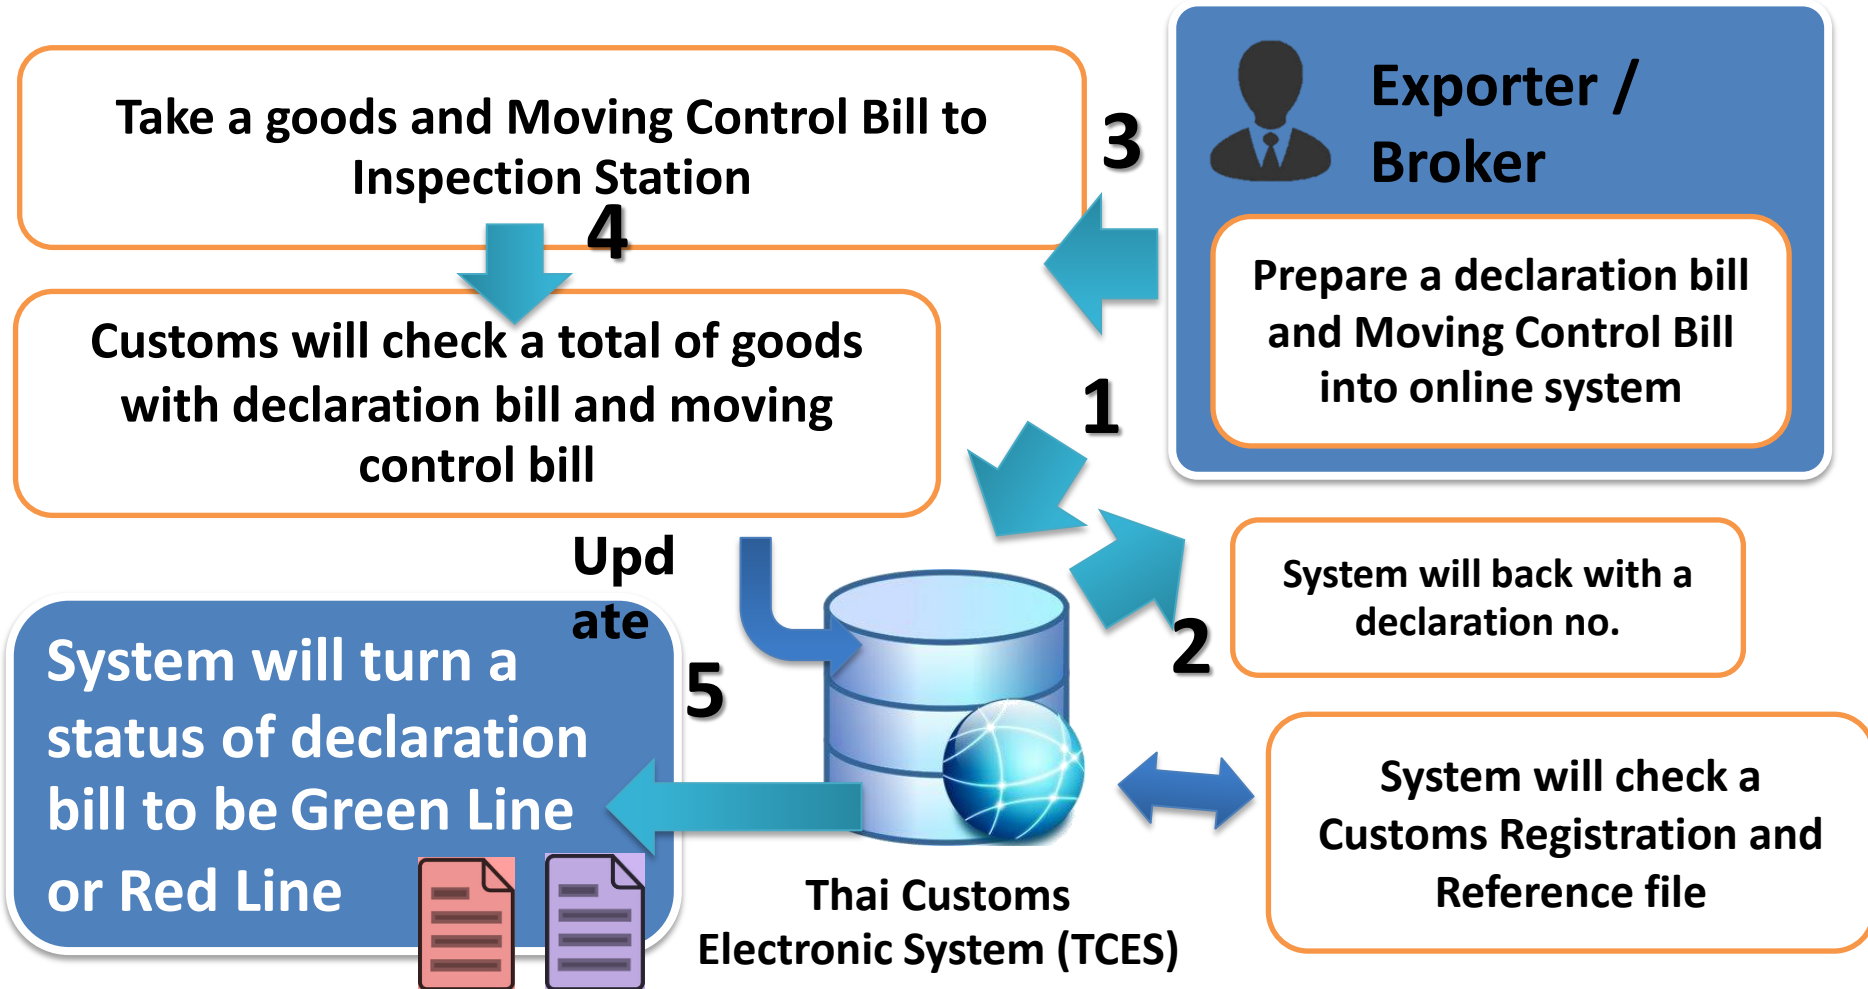 Exporter /
Broker
Prepare a declaration bill
and Moving Control Bill
into online system
3
Take a goods and Moving Control Bill to
Inspection Station
4
Customs will check a total of goods
with declaration bill and moving
control bill
1
2
System will back with a
declaration no.
Upd
ate
5
System will turn a
status of declaration
bill to be Green Line
or Red Line
Thai Customs
Electronic System (TCES)
System will check a
Customs Registration and
Reference file